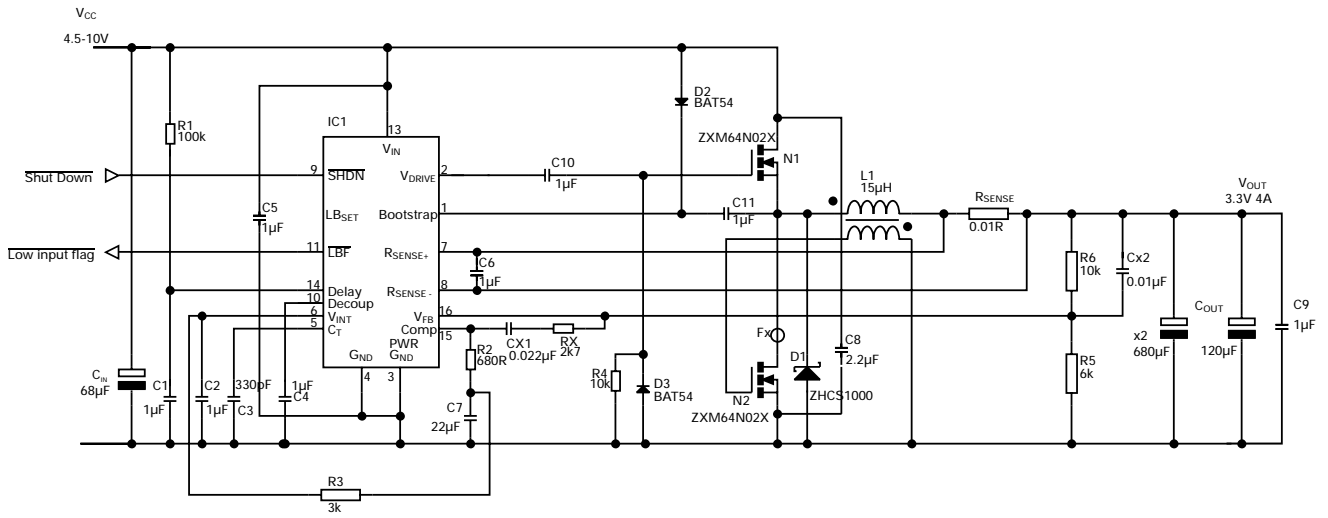 VCC
4.5-10V
D2
BAT54
R1
100k
IC1
13
VIN
ZXM64N02X
N1
Shut Down
9
SHDN
VDRIVE
2
C10
1µF
L1
15µH
RSENSE
0.01R
VOUT
3.3V 4A
C5
1µF
LBSET
Bootstrap
1
C11
1µF
Low input flag
11
LBF
RSENSE+
7
C6
1µF
R6
10k
Cx2
0.01µF
14
Delay
RSENSE-
8
10
Decoup
6
VINT
VFB
16
5
CT
Comp
15
PWR
GND
GND
4
3
CX1
0.022µF
RX
2k7
R2
680R
Fx
D1
C8
2.2µF
COUT
x2
680µF
120µF
C9
1µF
CIN
68µF
C1
1µF
C2
1µF
330pF
C3
1µF
C4
R4
10k
D3
BAT54
N2
ZXM64N02X
ZHCS1000
R5
6k
C7
22µF
R3
3k